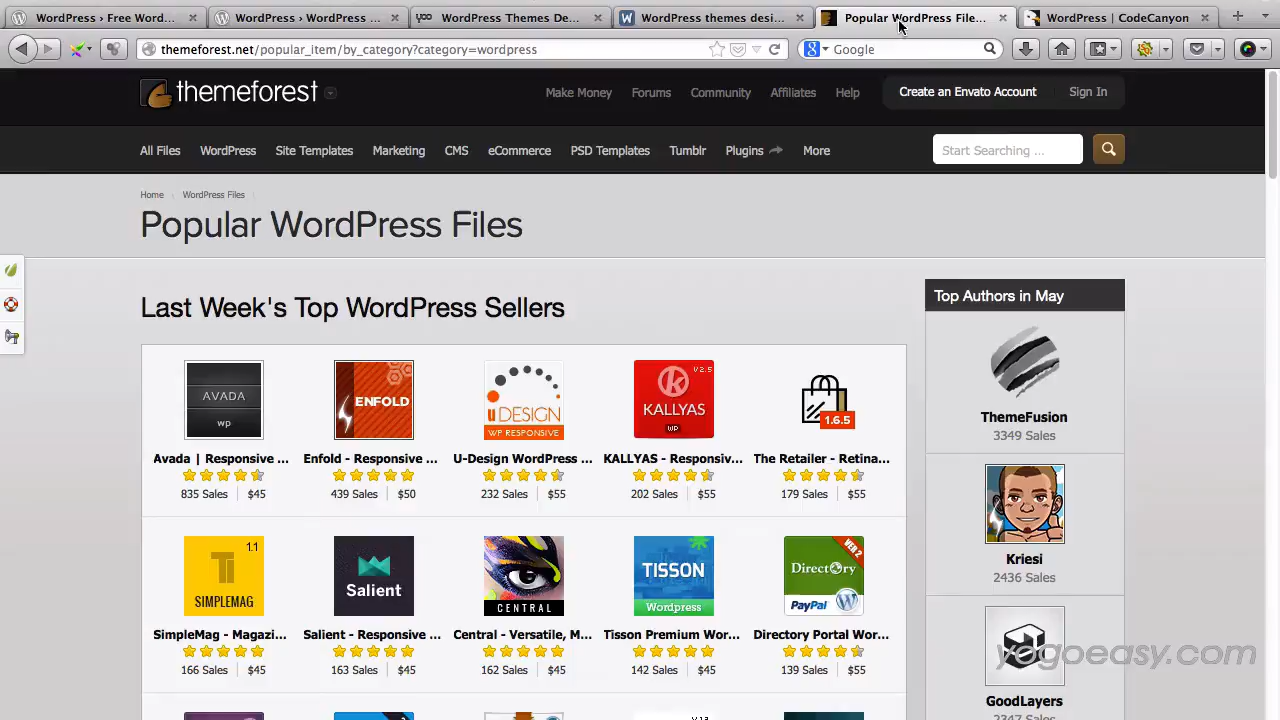 WordPress › Free Word...
WordPress › WordPress ...
YOO
WordPress Themes De...
WordPress themes desi...
Popular WordPress File...
WordPress | CodeCanyon
themeforest.net/popular_item/by_category?category=wordpress
Google
themeforest
Make Money
Forums
Community
Affiliates
Help
Create an Envato Account
Sign In
All Files
WordPress
Site Templates
Marketing
CMS
eCommerce
PSD Templates
Tumblr
Plugins
More
Start Searching ...
Home
WordPress Files
Popular WordPress Files
Last Week's Top WordPress Sellers
AVADA
wp
ENFOLD
U DESIGN
WP RESPONSIVE
V2.5
KALLYAS
WP
1.6.5
Avada | Responsive ...
Enfold - Responsive ...
U-Design WordPress ...
KALLYAS - Responsiv...
The Retailer - Retina...
835 Sales
$45
439 Sales
$50
232 Sales
$55
202 Sales
$55
179 Sales
$55
1.1
SIMPLEMAG
Salient
CENTRAL
TISSON
Wordpress
VER 2
Directory
PayPal
SimpleMag - Magazi...
Salient - Responsive ...
Central - Versatile, M...
Tisson Premium Wor...
Directory Portal Wor...
166 Sales
$45
163 Sales
$45
162 Sales
$45
142 Sales
$45
139 Sales
$55
Top Authors in May
ThemeFusion
3349 Sales
Kriesi
2436 Sales
GoodLayers
2347 Sales
yogoeasy.com